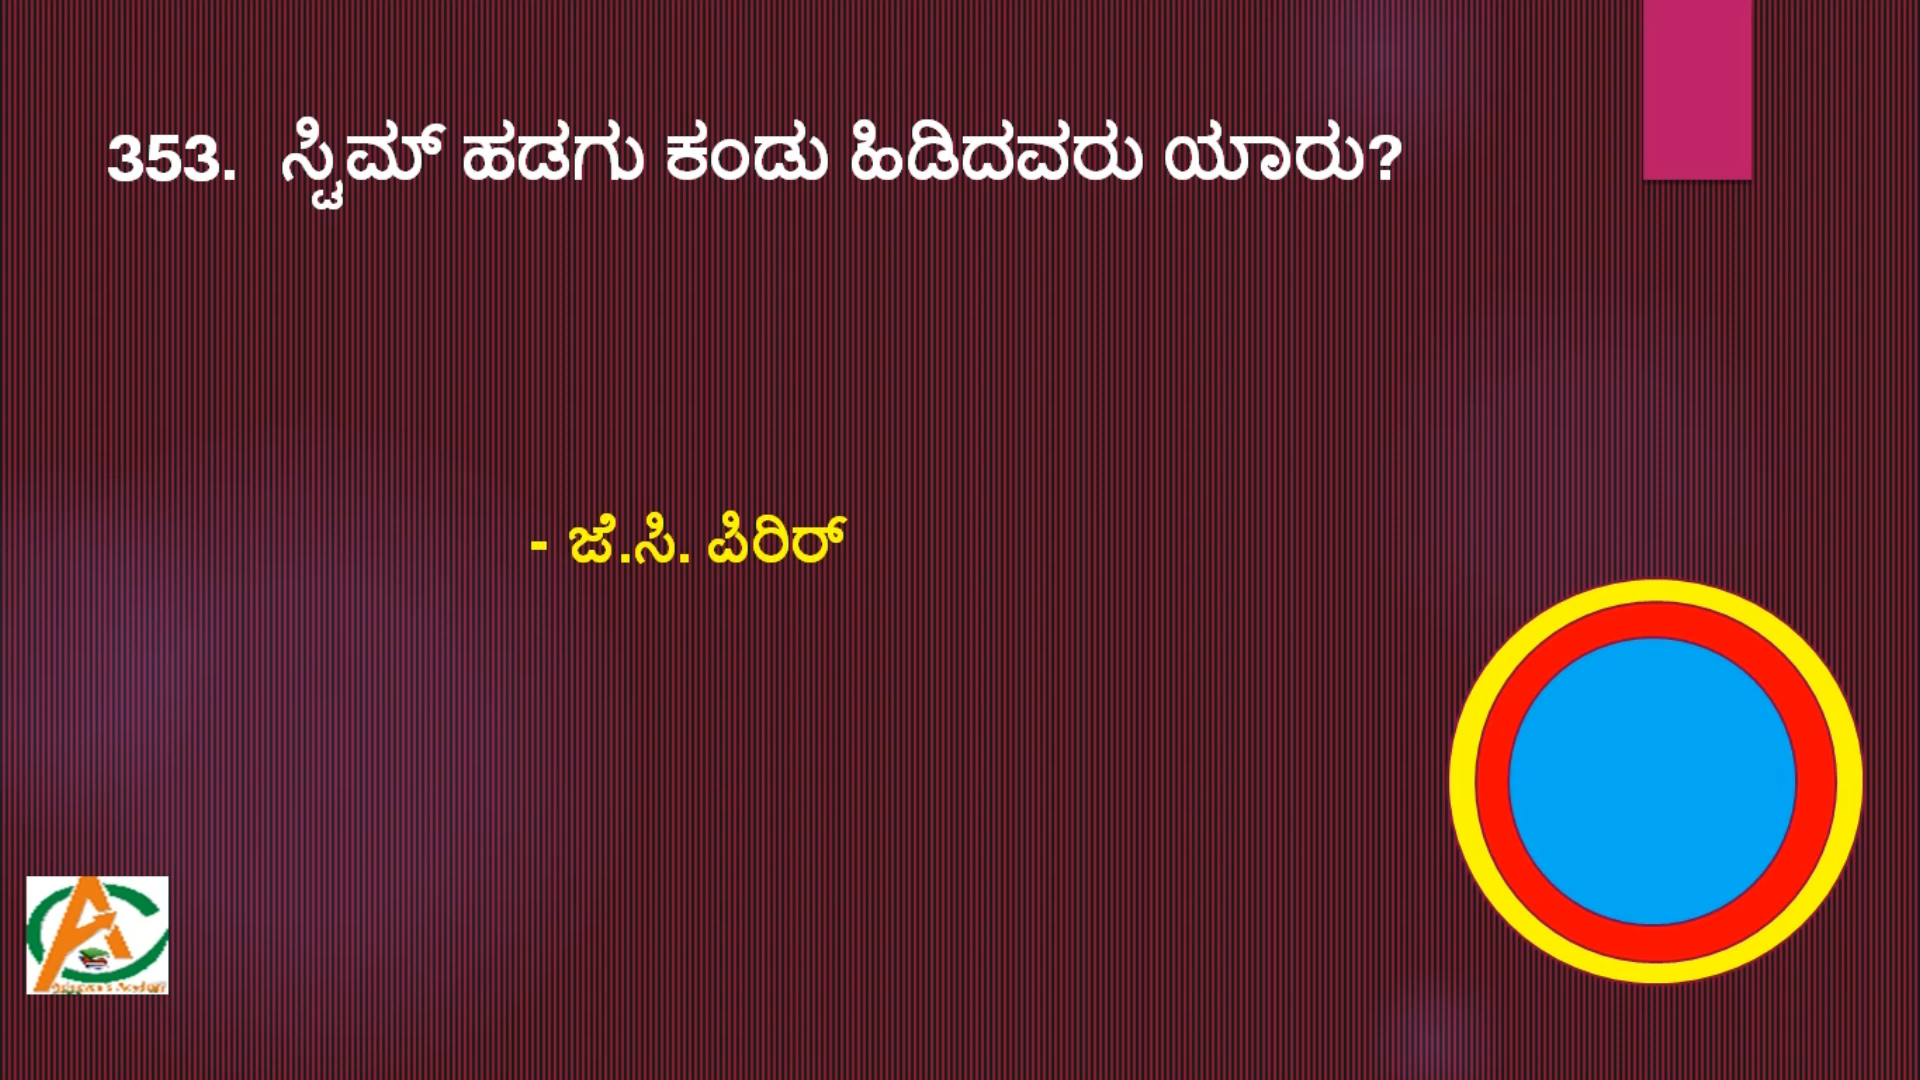 353. ಸ್ಟಿಮ್ ಹಡಗು ಕಂಡು ಹಿಡಿದವರು ಯಾರು?
- ಜೆ.ಸಿ. ಪಿರಿರ್